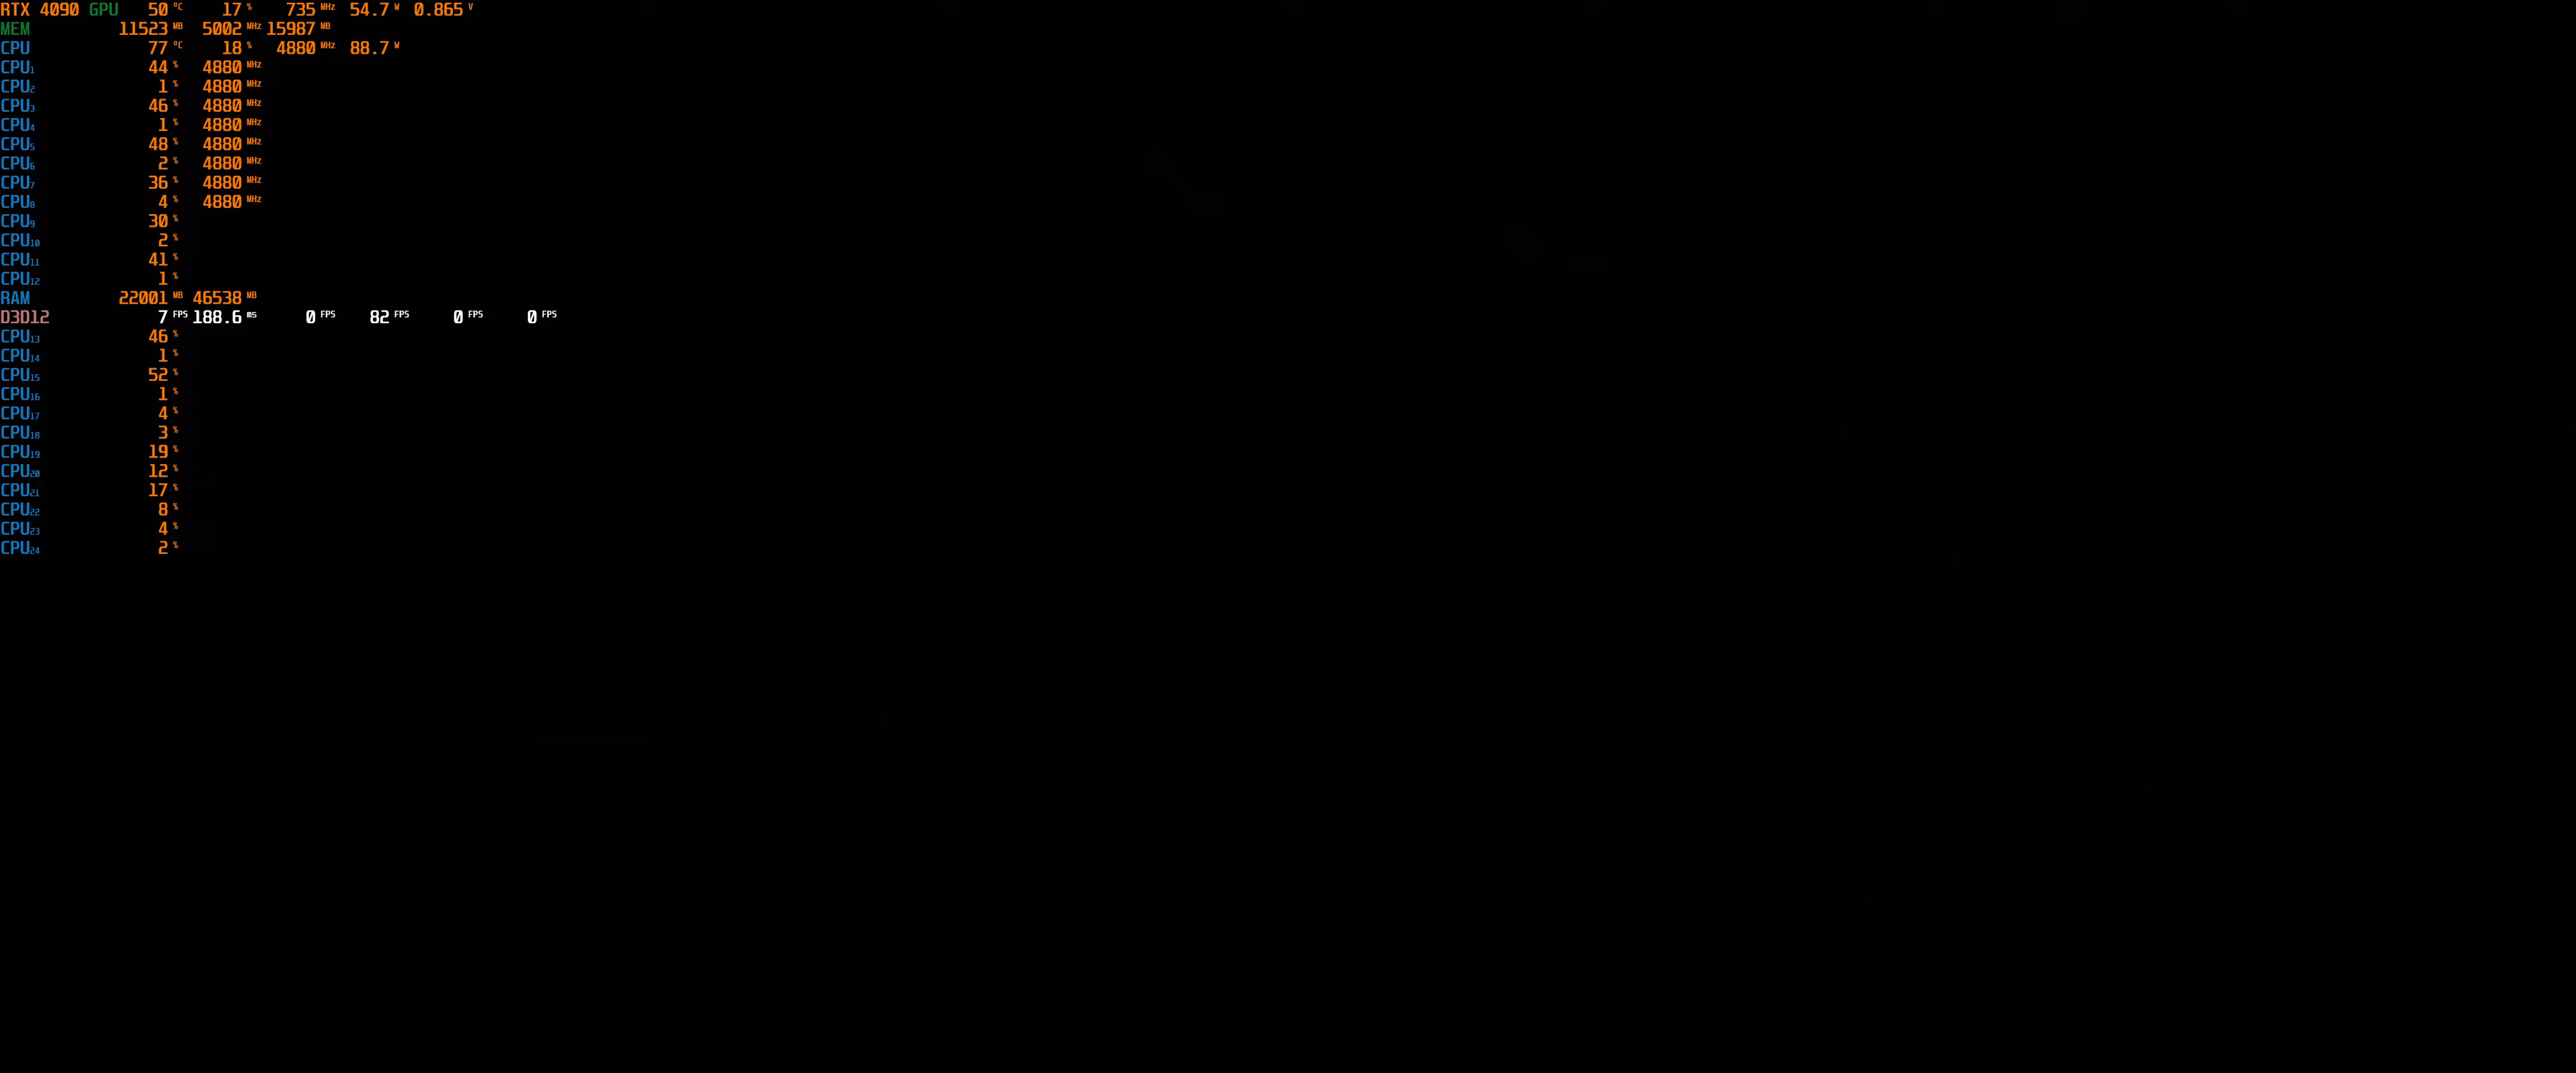 RTX 4090 GPU 50 °C 17 % 735 MHz 54.7 W 0.865 V
MEM 11523 MB 5002 MHz 15987 MB
CPU 77 °C 18 % 4880 MHz 88.7 W
CPU1 44 % 4880 MHz
CPU2 1 % 4880 MHz
CPU3 46 % 4880 MHz
CPU4 1 % 4880 MHz
CPU5 48 % 4880 MHz
CPU6 2 % 4880 MHz
CPU7 36 % 4880 MHz
CPU8 4 % 4880 MHz
CPU9 30 %
CPU10 2 %
CPU11 41 %
CPU12 1 %
RAM 22001 MB 46538 MB
D3D12 7 FPS 188.6 ms 0 FPS 82 FPS 0 FPS 0 FPS
CPU13 46 %
CPU14 1 %
CPU15 52 %
CPU16 1 %
CPU17 4 %
CPU18 3 %
CPU19 19 %
CPU20 12 %
CPU21 17 %
CPU22 8 %
CPU23 4 %
CPU24 2 %